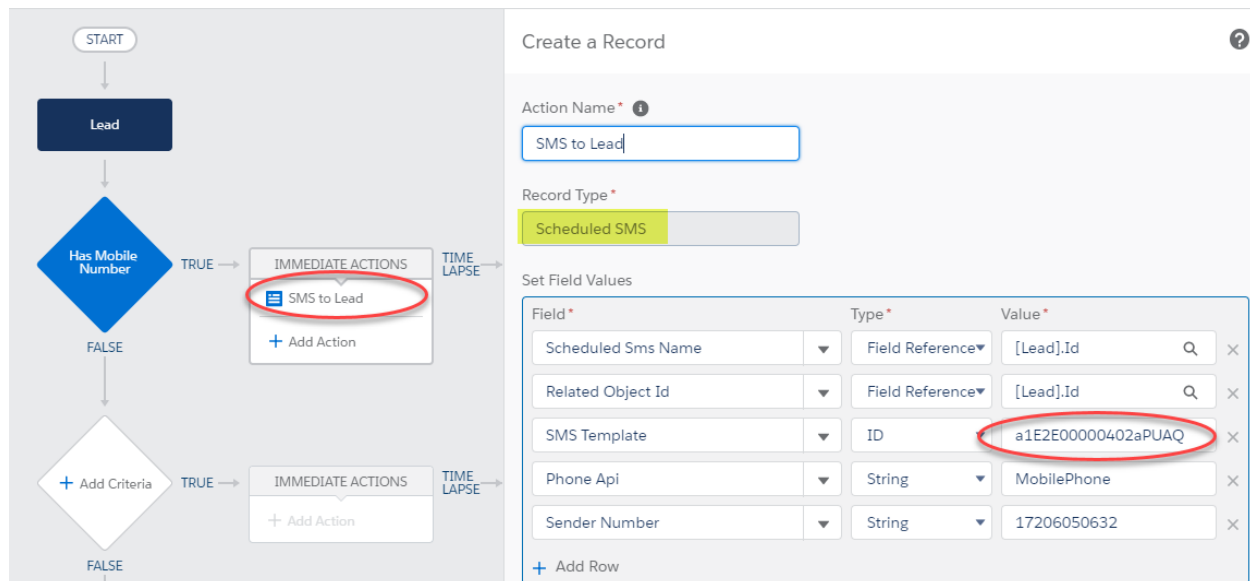 START
Lead
Has Mobile
Number
TRUE
IMMEDIATE ACTIONS
SMS to Lead
+ Add Action
TIME
LAPSE
FALSE
+ Add Criteria
TRUE
IMMEDIATE ACTIONS
+ Add Action
TIME
LAPSE
FALSE
Create a Record
?
Action Name* i
SMS to Lead
Record Type*
Scheduled SMS
Set Field Values
Field* Type* Value*
Scheduled Sms Name Field Reference [Lead].Id
Related Object Id Field Reference [Lead].Id
SMS Template ID a1E2E00000402aPUAQ
Phone Api String MobilePhone
Sender Number String 17206050632
+ Add Row